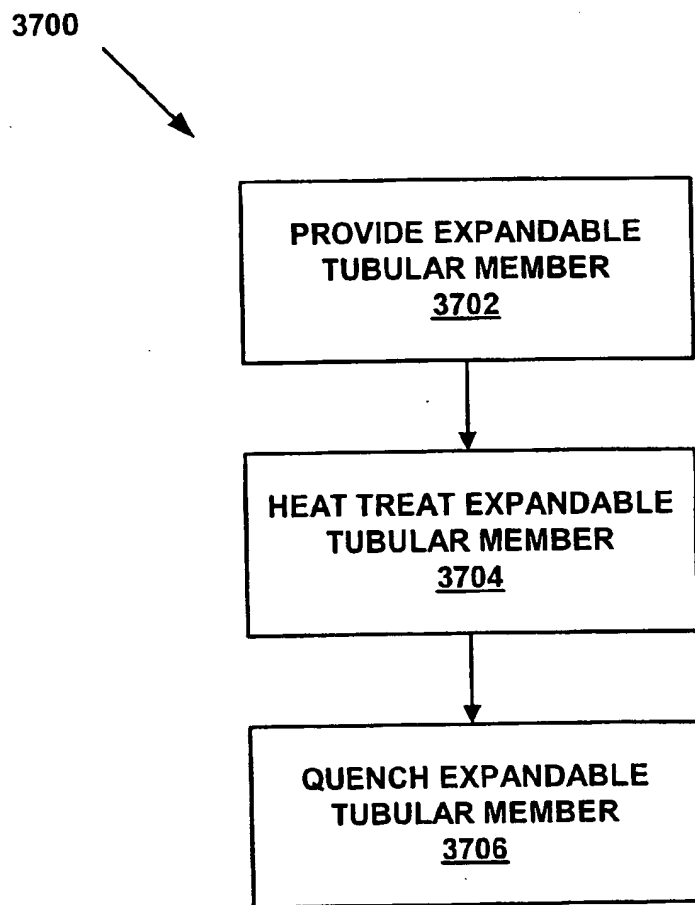 3700
PROVIDE EXPANDABLE
TUBULAR MEMBER
3702
HEAT TREAT EXPANDABLE
TUBULAR MEMBER
3704
QUENCH EXPANDABLE
TUBULAR MEMBER
3706